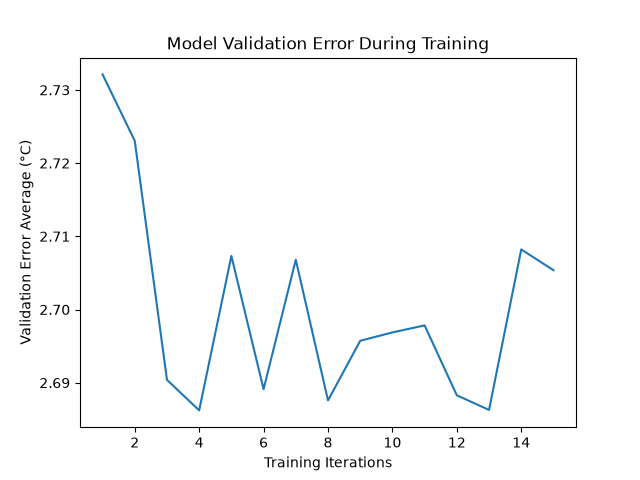 Model Validation Error During Training
Validation Error Average (°C)
2.73
2.72
2.71
2.70
2.69
2 4 6 8 10 12 14
Training Iterations